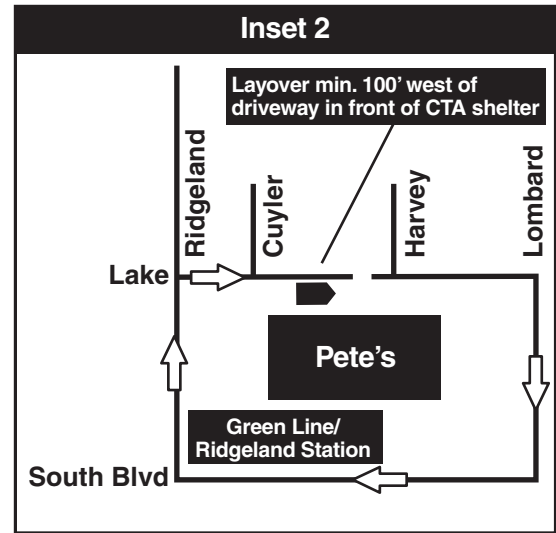 Inset 2
Layover min. 100' west of
driveway in front of CTA shelter
Ridgeland
Cuyler
Harvey
Lombard
Lake
Pete's
Green Line/
Ridgeland Station
South Blvd